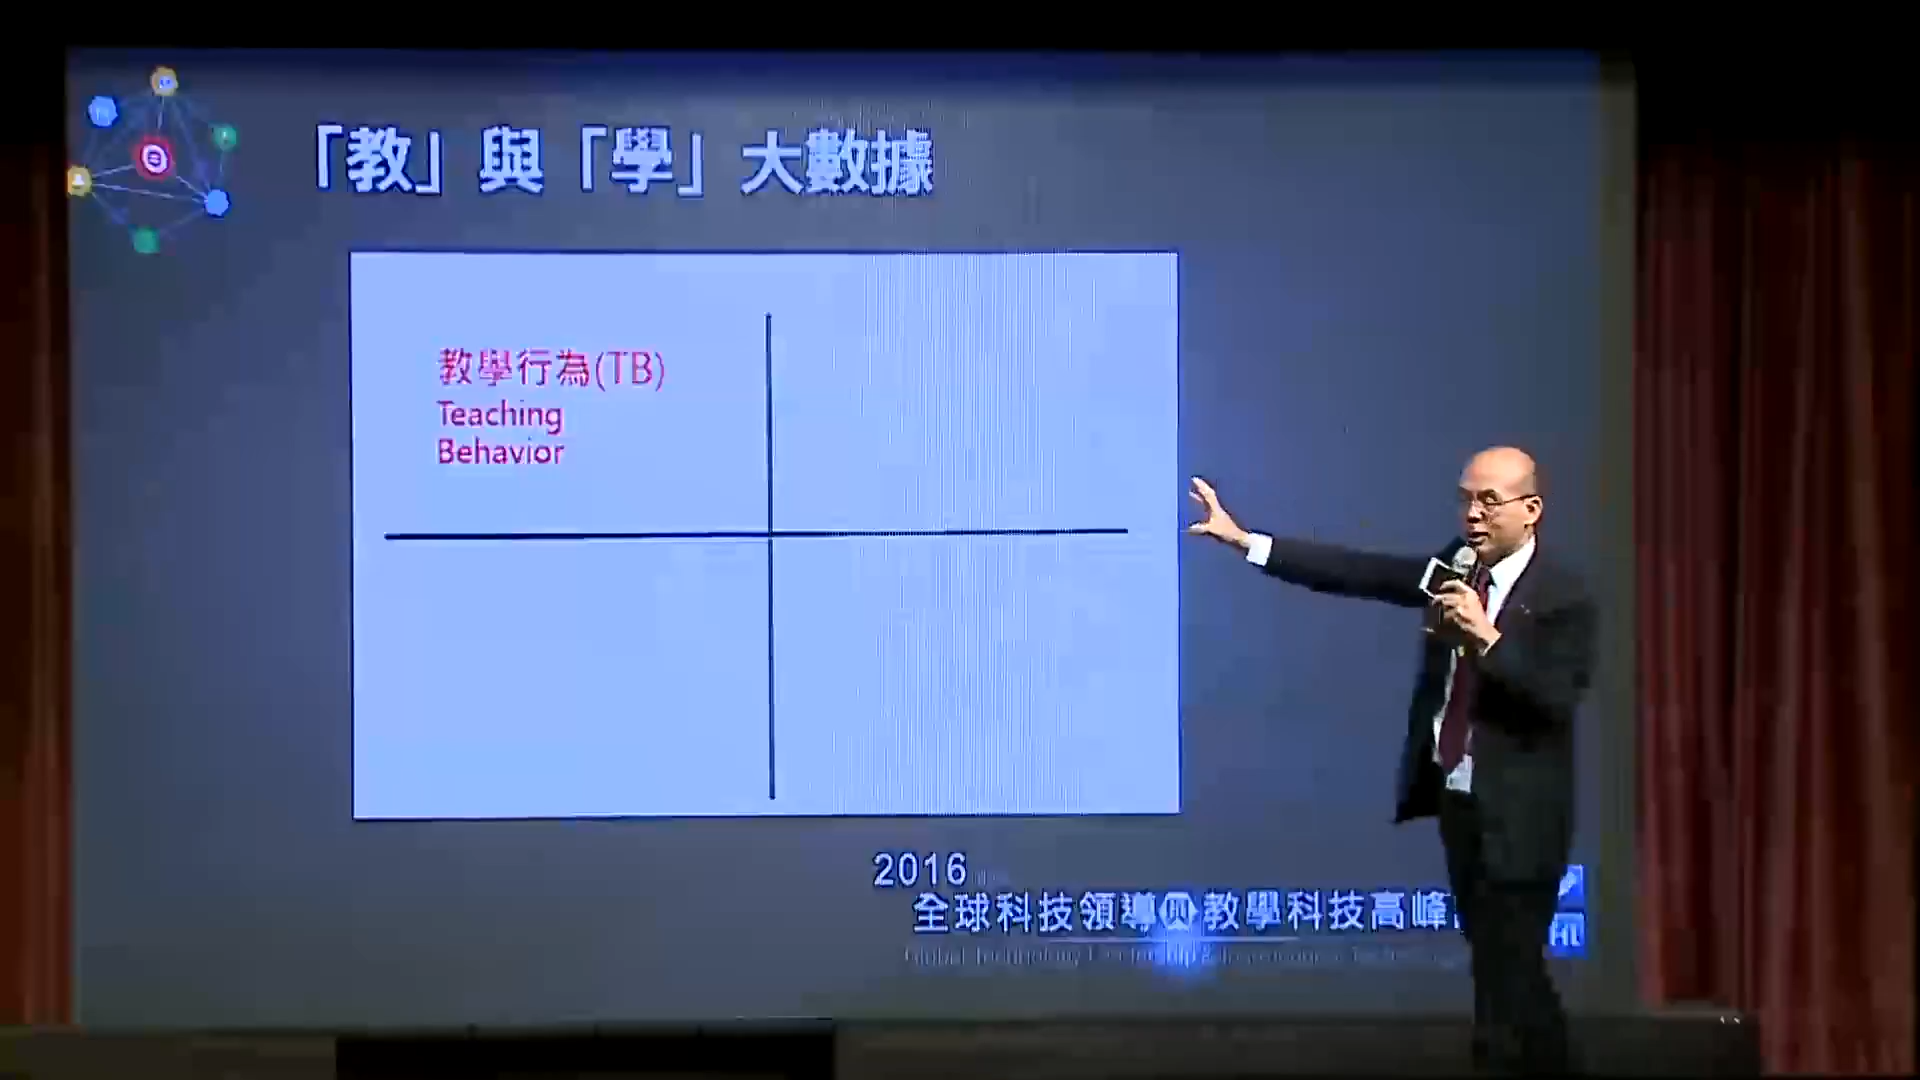 「教」與「學」大數據
教學行為(TB)
Teaching
Behavior
2016
全球科技領導與教學科技高峰